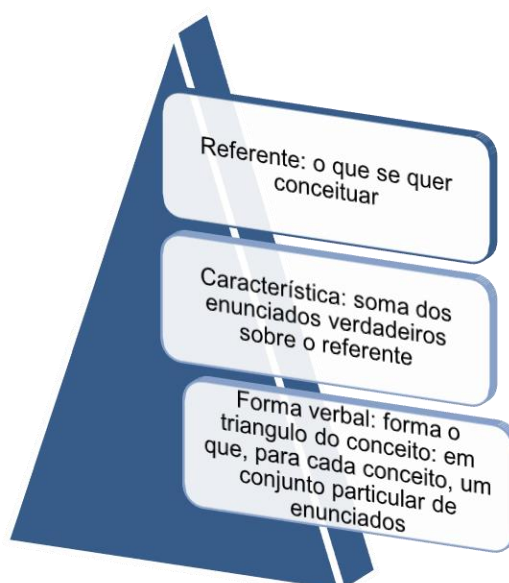 Referente: o que se quer
conceituar
Característica: soma dos
enunciados verdadeiros
sobre o referente
Forma verbal: forma o
triangulo do conceito: em
que, para cada conceito, um
conjunto particular de
enunciados